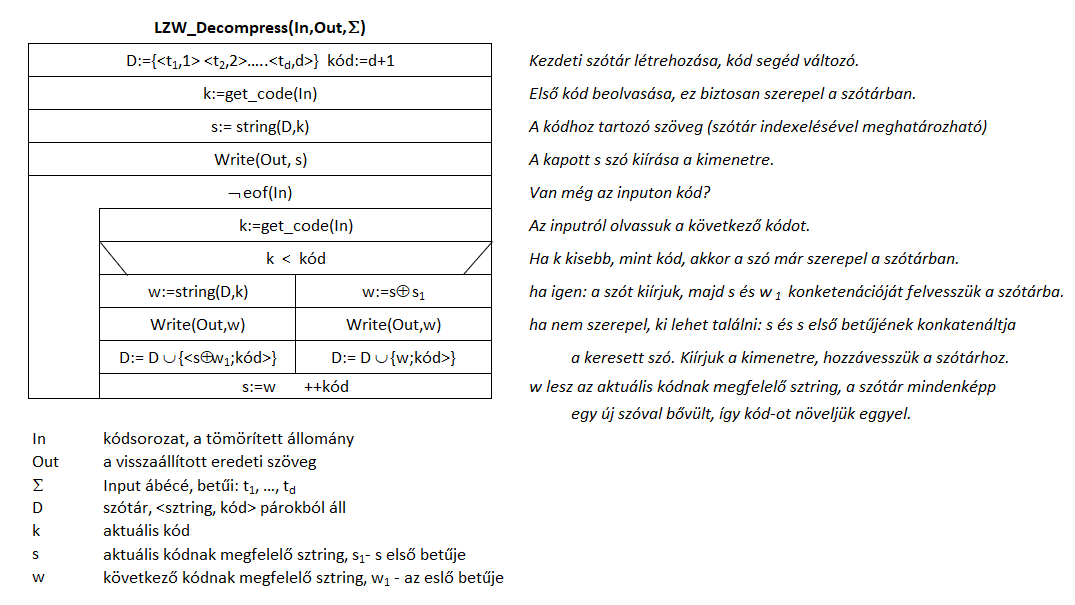 LZW_Decompress(In,Out,Σ)
D:={<t₁,1> <t₂,2>…..<t_d,d>} kód:=d+1 Kezdeti szótár létrehozása, kód segéd változó.
k:=get_code(In) Első kód beolvasása, ez biztosan szerepel a szótárban.
s:= string(D,k) A kódhoz tartozó szöveg (szótár indexelésével meghatározható)
Write(Out, s) A kapott s szó kiírása a kimenetre.
¬ eof(In) Van még az inputon kód?
k:=get_code(In) Az inputról olvassuk a következő kódot.
k < kód Ha k kisebb, mint kód, akkor a szó már szerepel a szótárban.
w:=string(D,k) w:=s⊕s₁ ha igen: a szót kiírjuk, majd s és w ₁ konketenációját felvesszük a szótárba.
Write(Out,w) Write(Out,w) ha nem szerepel, ki lehet találni: s és s első betűjének konkatenáltja
D:= D ∪{<s⊕w₁;kód>} D:= D ∪{w;kód>} a keresett szó. Kiírjuk a kimenetre, hozzávesszük a szótárhoz.
s:=w ++kód w lesz az aktuális kódnak megfelelő sztring, a szótár mindenképp
egy új szóval bővült, így kód-ot növeljük eggyel.
In kódsorozat, a tömörített állomány
Out a visszaállított eredeti szöveg
Σ Input ábécé, betűi: t₁, …, t_d
D szótár, <sztring, kód> párokból áll
k aktuális kód
s aktuális kódnak megfelelő sztring, s₁- s első betűje
w következő kódnak megfelelő sztring, w₁ - az eslő betűje